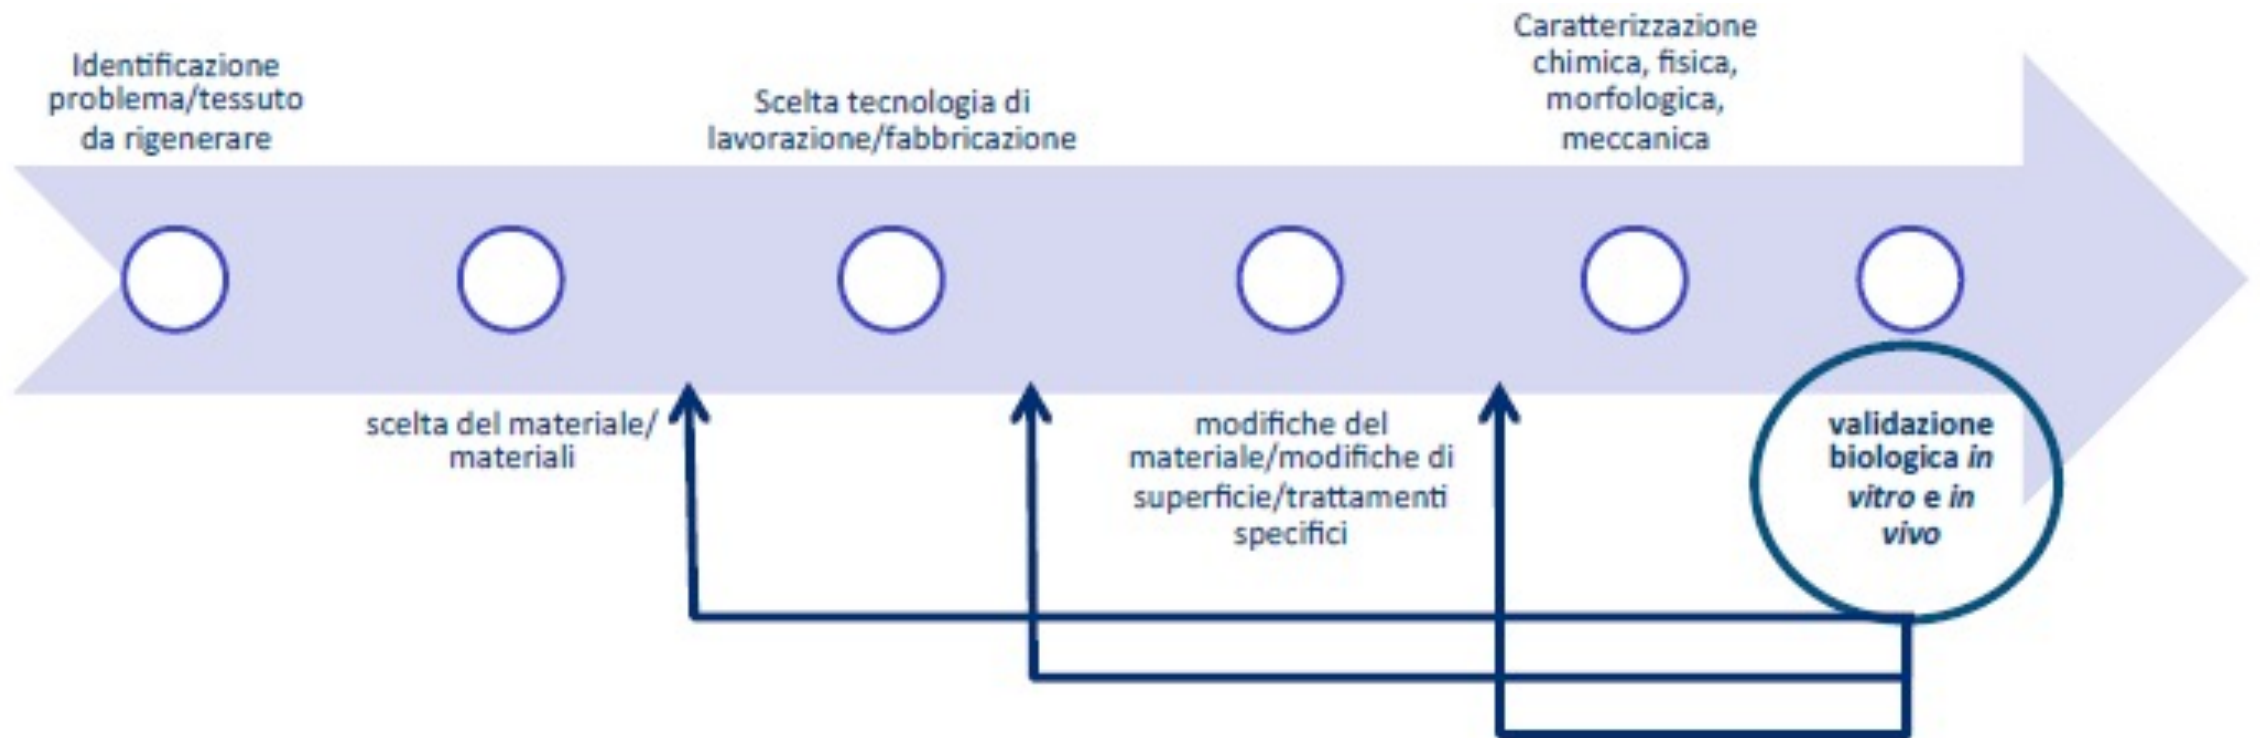 Identificazione
problema/tessuto
da rigenerare
scelta del materiale/
materiali
Scelta tecnologia di
lavorazione/fabbricazione
modifiche del
materiale/modifiche di
superficie/trattamenti
specifici
Caratterizzazione
chimica, fisica,
morfologica,
meccanica
validazione
biologica in
vitro e in
vivo